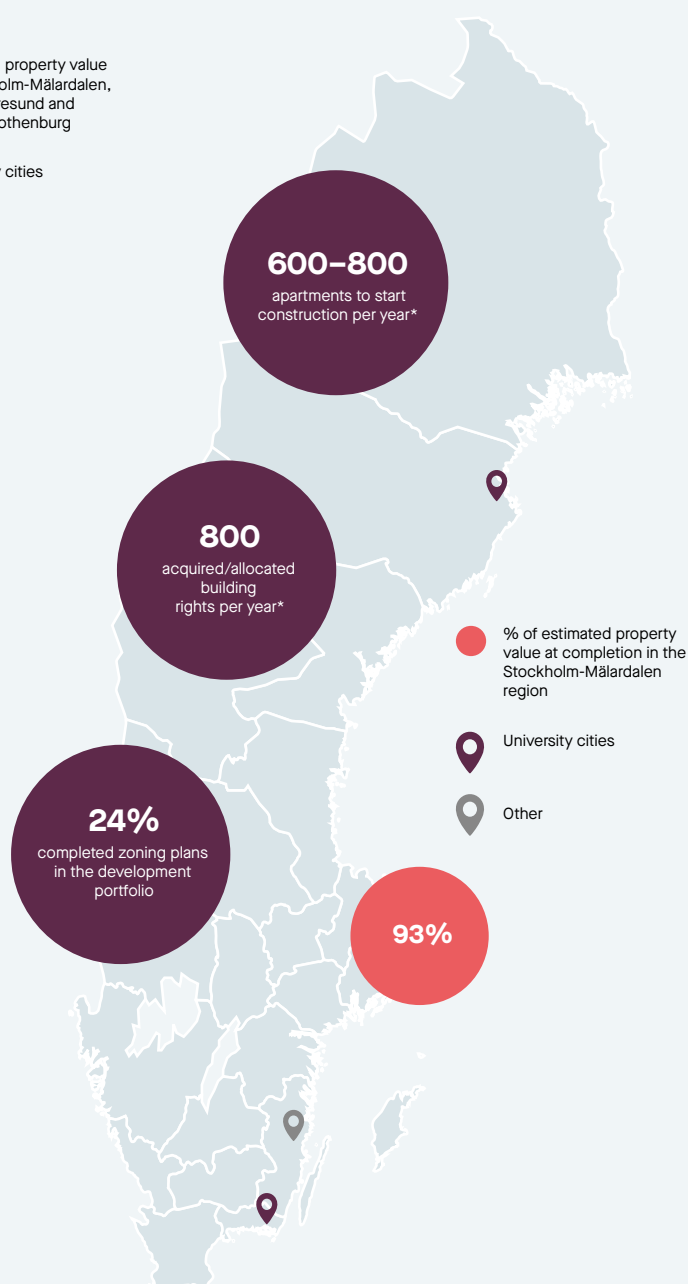 property value
olm-Mälardalen,
esund and
othenburg
cities
600–800
apartments to start
construction per year*
800
acquired/allocated
building
rights per year*
% of estimated property
value at completion in the
Stockholm-Mälardalen
region
University cities
Other
24%
completed zoning plans
in the development
portfolio
93%